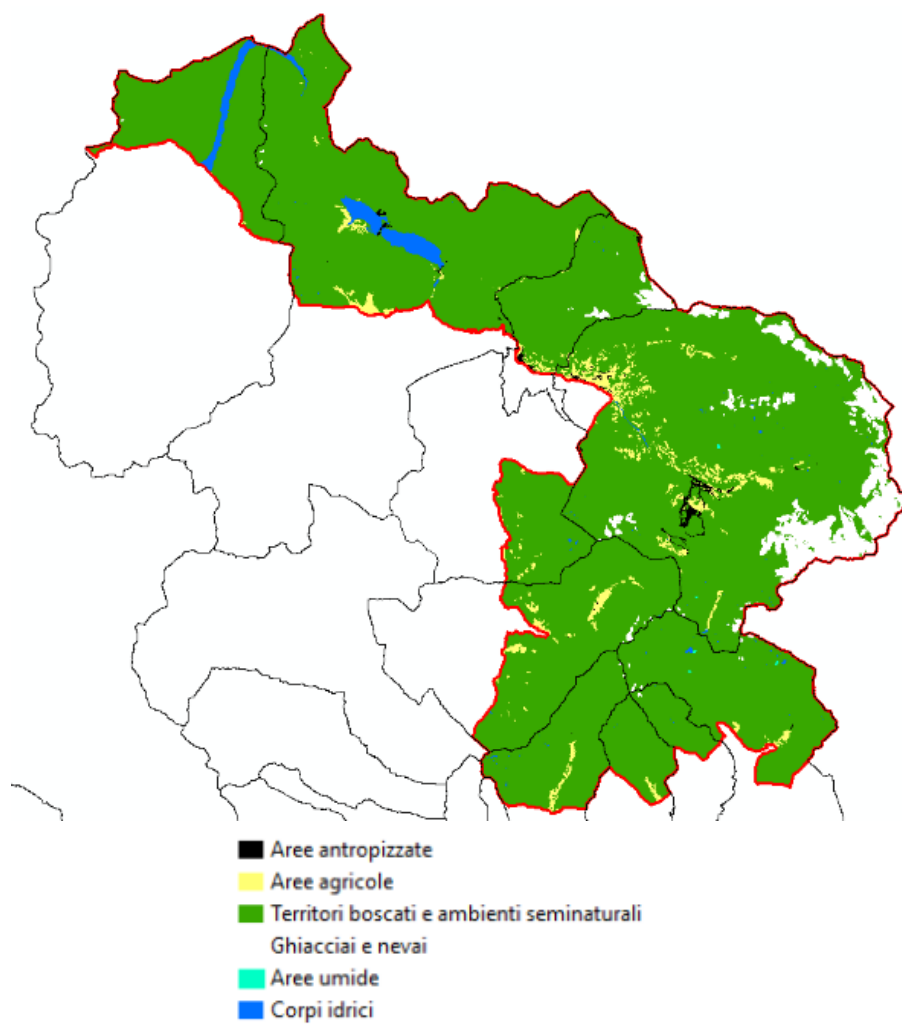 Aree antropizzate
Aree agricole
Territori boscati e ambienti seminaturali
Ghiacciai e nevai
Aree umide
Corpi idrici